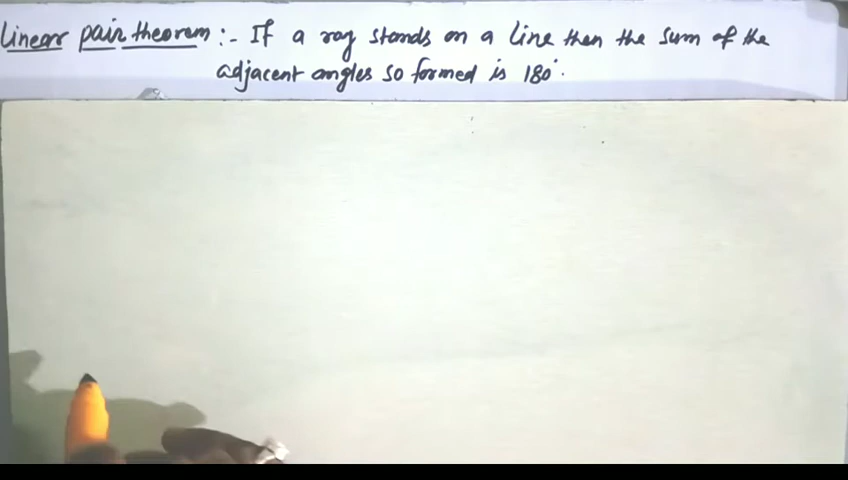 Linear pair theorem :- If a ray stands on a line then the sum of the
adjacent angles so formed is 180°.